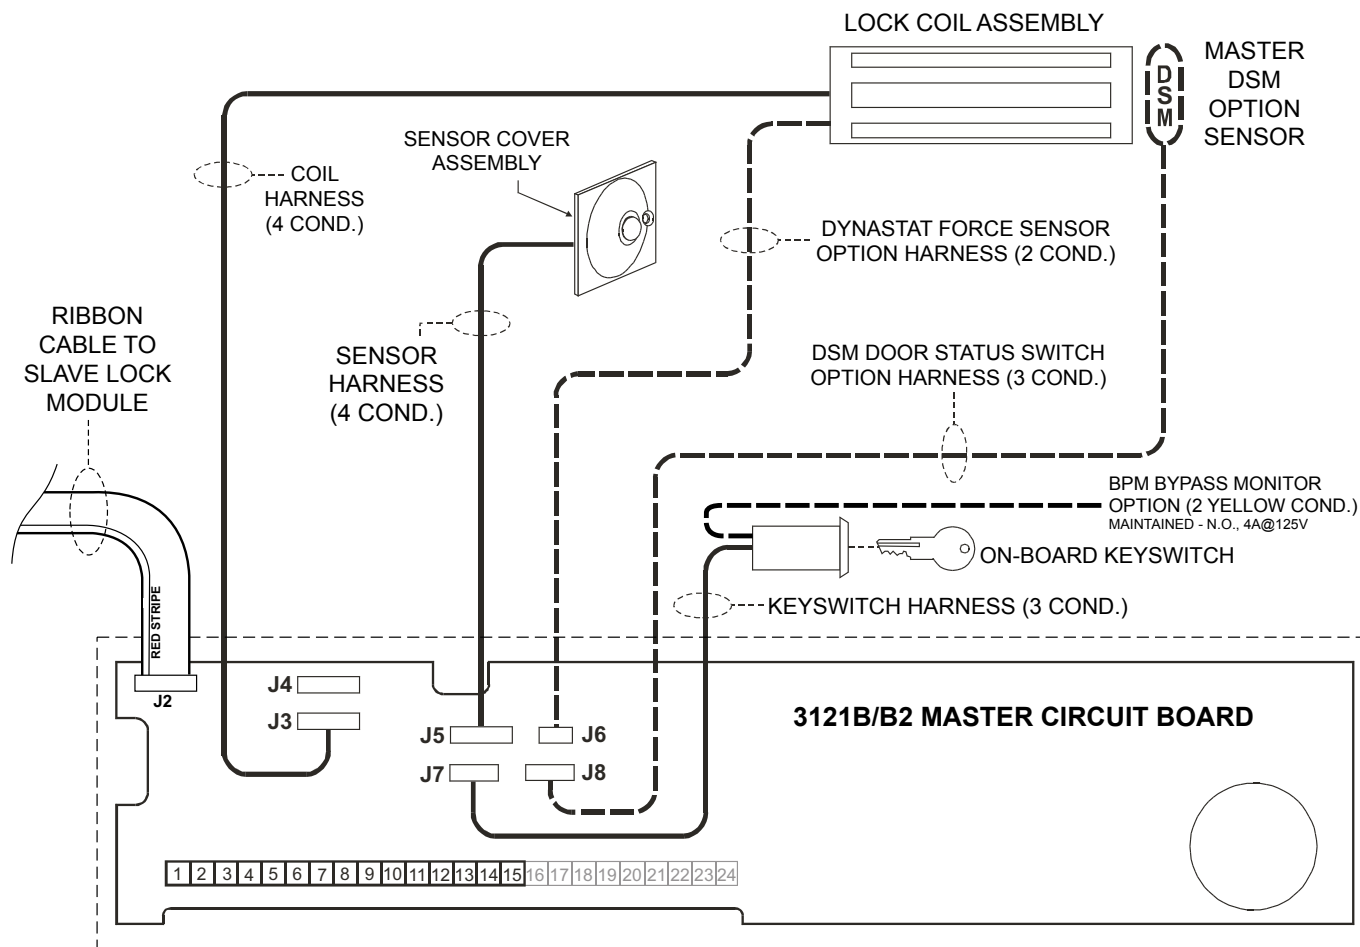 LOCK COIL ASSEMBLY
MASTER
DSM
OPTION
SENSOR
DSM
SENSOR COVER
ASSEMBLY
COIL
HARNESS
(4 COND.)
DYNASTAT FORCE SENSOR
OPTION HARNESS (2 COND.)
RIBBON
CABLE TO
SLAVE LOCK
MODULE
SENSOR
HARNESS
(4 COND.)
DSM DOOR STATUS SWITCH
OPTION HARNESS (3 COND.)
BPM BYPASS MONITOR
OPTION (2 YELLOW COND.)
MAINTAINED - N.O., 4A@125V
ON-BOARD KEYSWITCH
KEYSWITCH HARNESS (3 COND.)
RED STRIPE
J2
J4
J3
J5
J6
J7
J8
3121B/B2 MASTER CIRCUIT BOARD
1 2 3 4 5 6 7 8 9 10 11 12 13 14 15 16 17 18 19 20 21 22 23 24